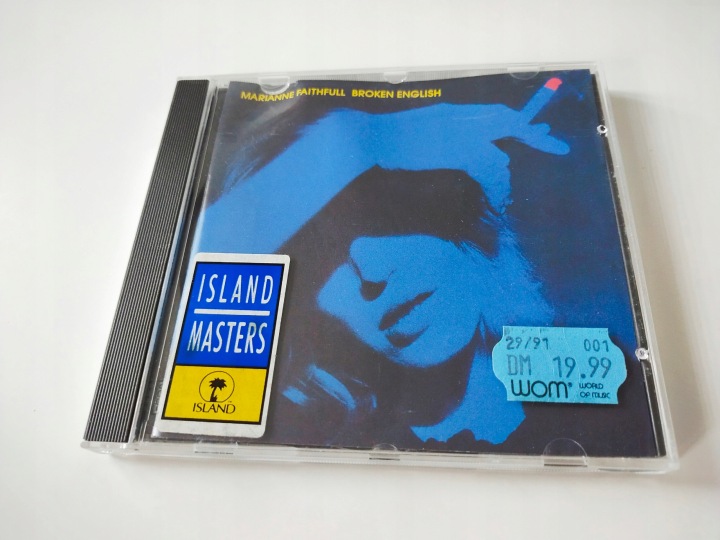 MARIANNE FAITHFULL BROKEN ENGLISH
ISLAND
MASTERS
ISLAND
29/91 001
DM 19.99
WOM® WORLD
OF MUSIC